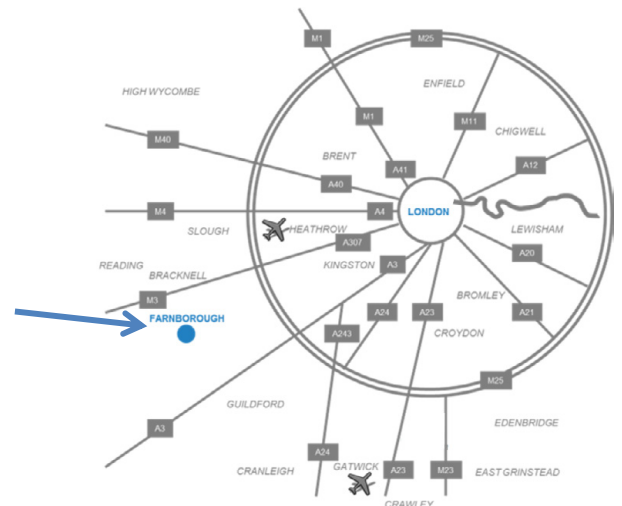 M1
M25
ENFIELD
HIGH WYCOMBE
M1
M11
CHIGWELL
M40
BRENT
A41
A12
A40
M4
A4
LONDON
SLOUGH
HEATHROW
LEWISHAM
A307
A20
READING
BRACKNELL
KINGSTON
A3
M3
BROMLEY
FARNBOROUGH
A24
A23
A21
A243
CROYDON
M25
GUILDFORD
EDENBRIDGE
A3
A24
CRANLEIGH
GATWICK
A23
M23
EAST GRINSTEAD
CRAWLEY